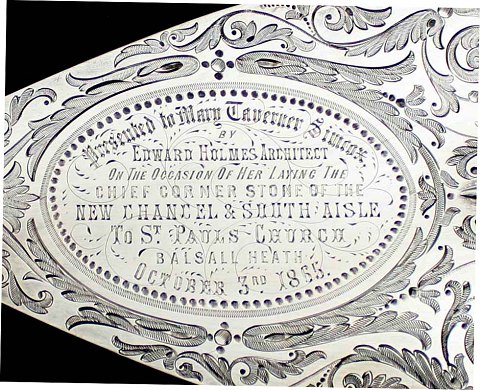 Presented to Mary Taverner Simcox
BY
EDWARD HOLMES ARCHITECT
ON THE OCCASION OF HER LAYING THE
CHIEF CORNER STONE OF THE
NEW CHANCEL & SOUTH AISLE
TO ST. PAULS CHURCH
BALSALL HEATH.
OCTOBER 3RD 1865.